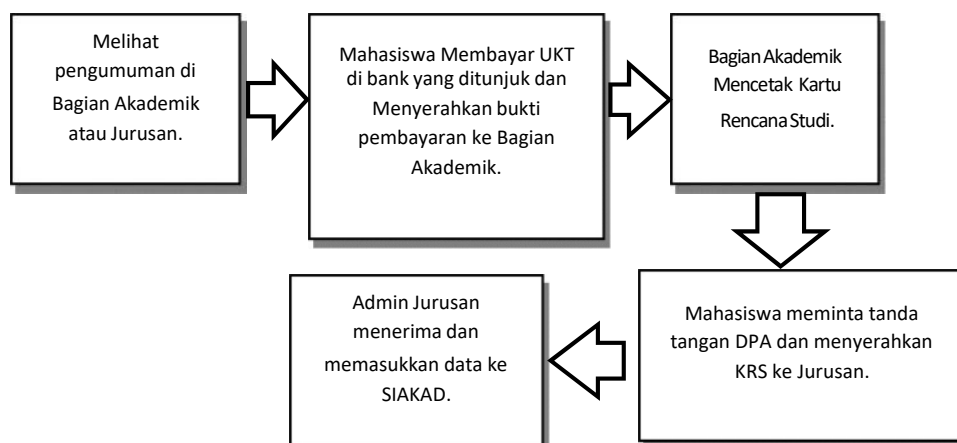 Melihat
pengumuman di
Bagian Akademik
atau Jurusan.
Mahasiswa Membayar UKT
di bank yang ditunjuk dan
Menyerahkan bukti
pembayaran ke Bagian
Akademik.
Bagian Akademik
Mencetak Kartu
Rencana Studi.
Mahasiswa meminta tanda
tangan DPA dan menyerahkan
KRS ke Jurusan.
Admin Jurusan
menerima dan
memasukkan data ke
SIAKAD.